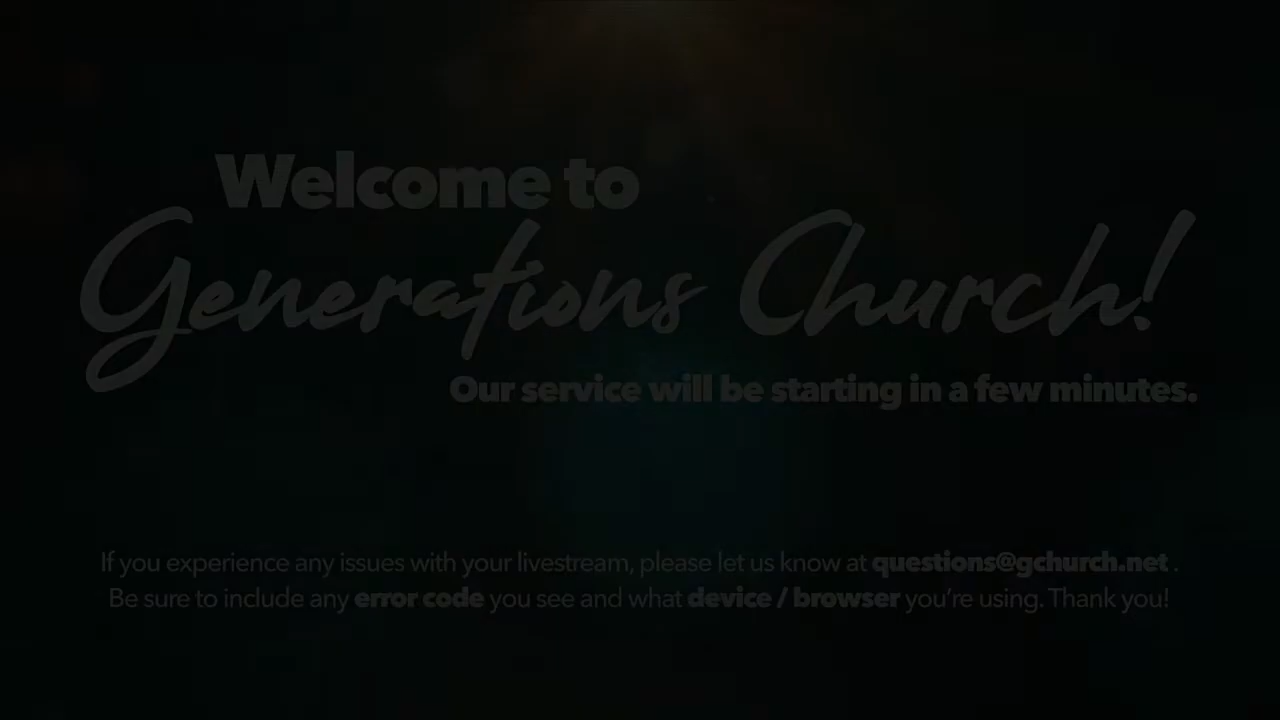 Welcome to
Generations Church!
Our service will be starting in a few minutes.
If you experience any issues with your livestream, please let us know at questions@gchurch.net .
Be sure to include any error code you see and what device / browser you’re using. Thank you!